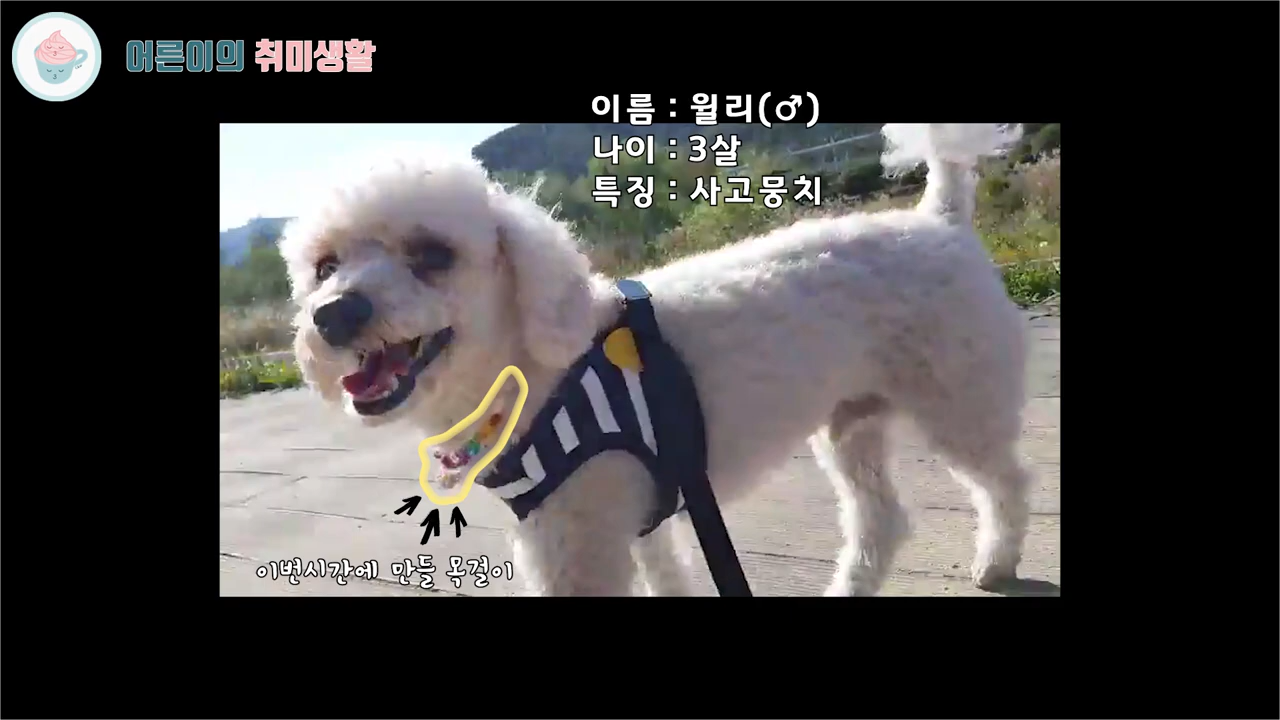 어른이의 취미생활
이름 : 윌리(♂)
나이 : 3살
특징 : 사고뭉치
이번시간에 만들 목걸이